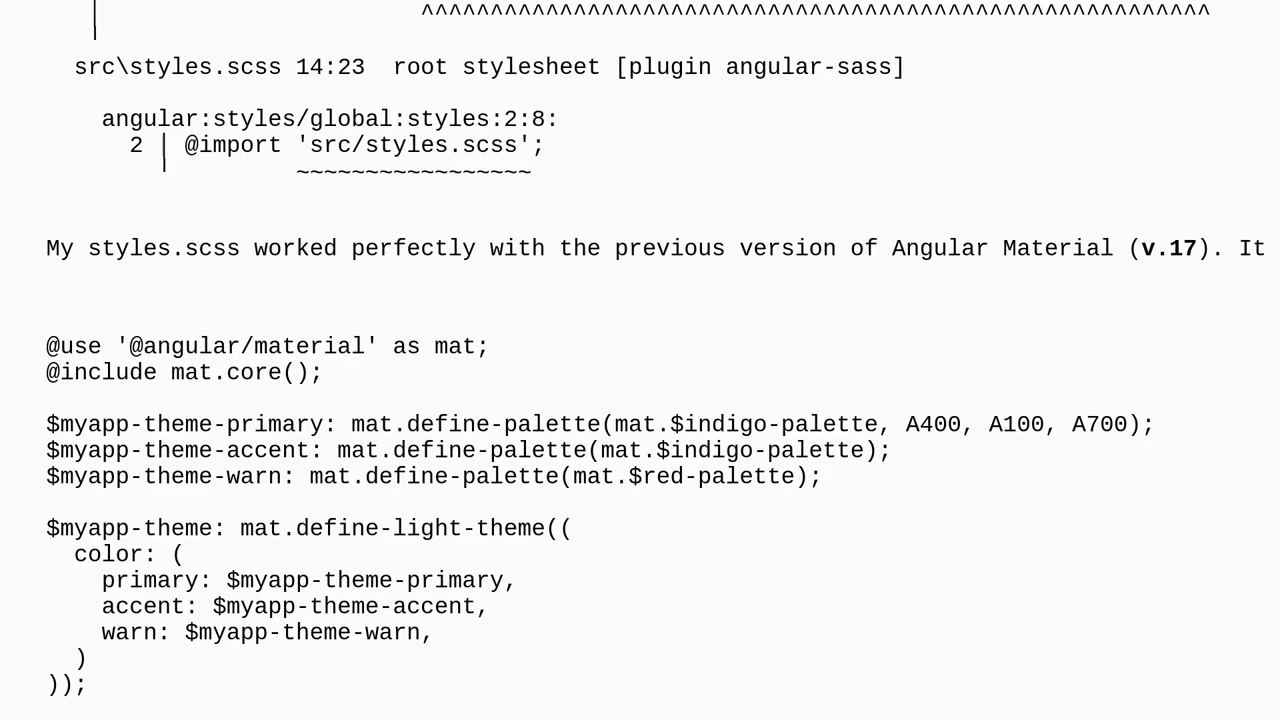 |                       ^^^^^^^^^^^^^^^^^^^^^^^^^^^^^^^^^^^^^^^^^^^^^^^^^^^^^^^^^
|
src\styles.scss 14:23  root stylesheet [plugin angular-sass]
angular:styles/global:styles:2:8:
2 │ @import 'src/styles.scss';
╵         ~~~~~~~~~~~~~~~~~
My styles.scss worked perfectly with the previous version of Angular Material (v.17). It
@use '@angular/material' as mat;
@include mat.core();
$myapp-theme-primary: mat.define-palette(mat.$indigo-palette, A400, A100, A700);
$myapp-theme-accent: mat.define-palette(mat.$indigo-palette);
$myapp-theme-warn: mat.define-palette(mat.$red-palette);
$myapp-theme: mat.define-light-theme((
color: (
primary: $myapp-theme-primary,
accent: $myapp-theme-accent,
warn: $myapp-theme-warn,
)
));